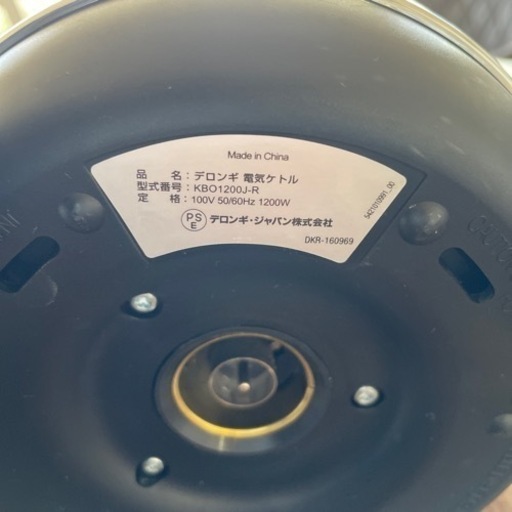 Made in China
品　名：デロンギ 電気ケトル
型式番号：KBO1200J-R
定　格：100V 50/60Hz 1200W
PS
E
デロンギ・ジャパン株式会社
DKR-160969
5421010991_00